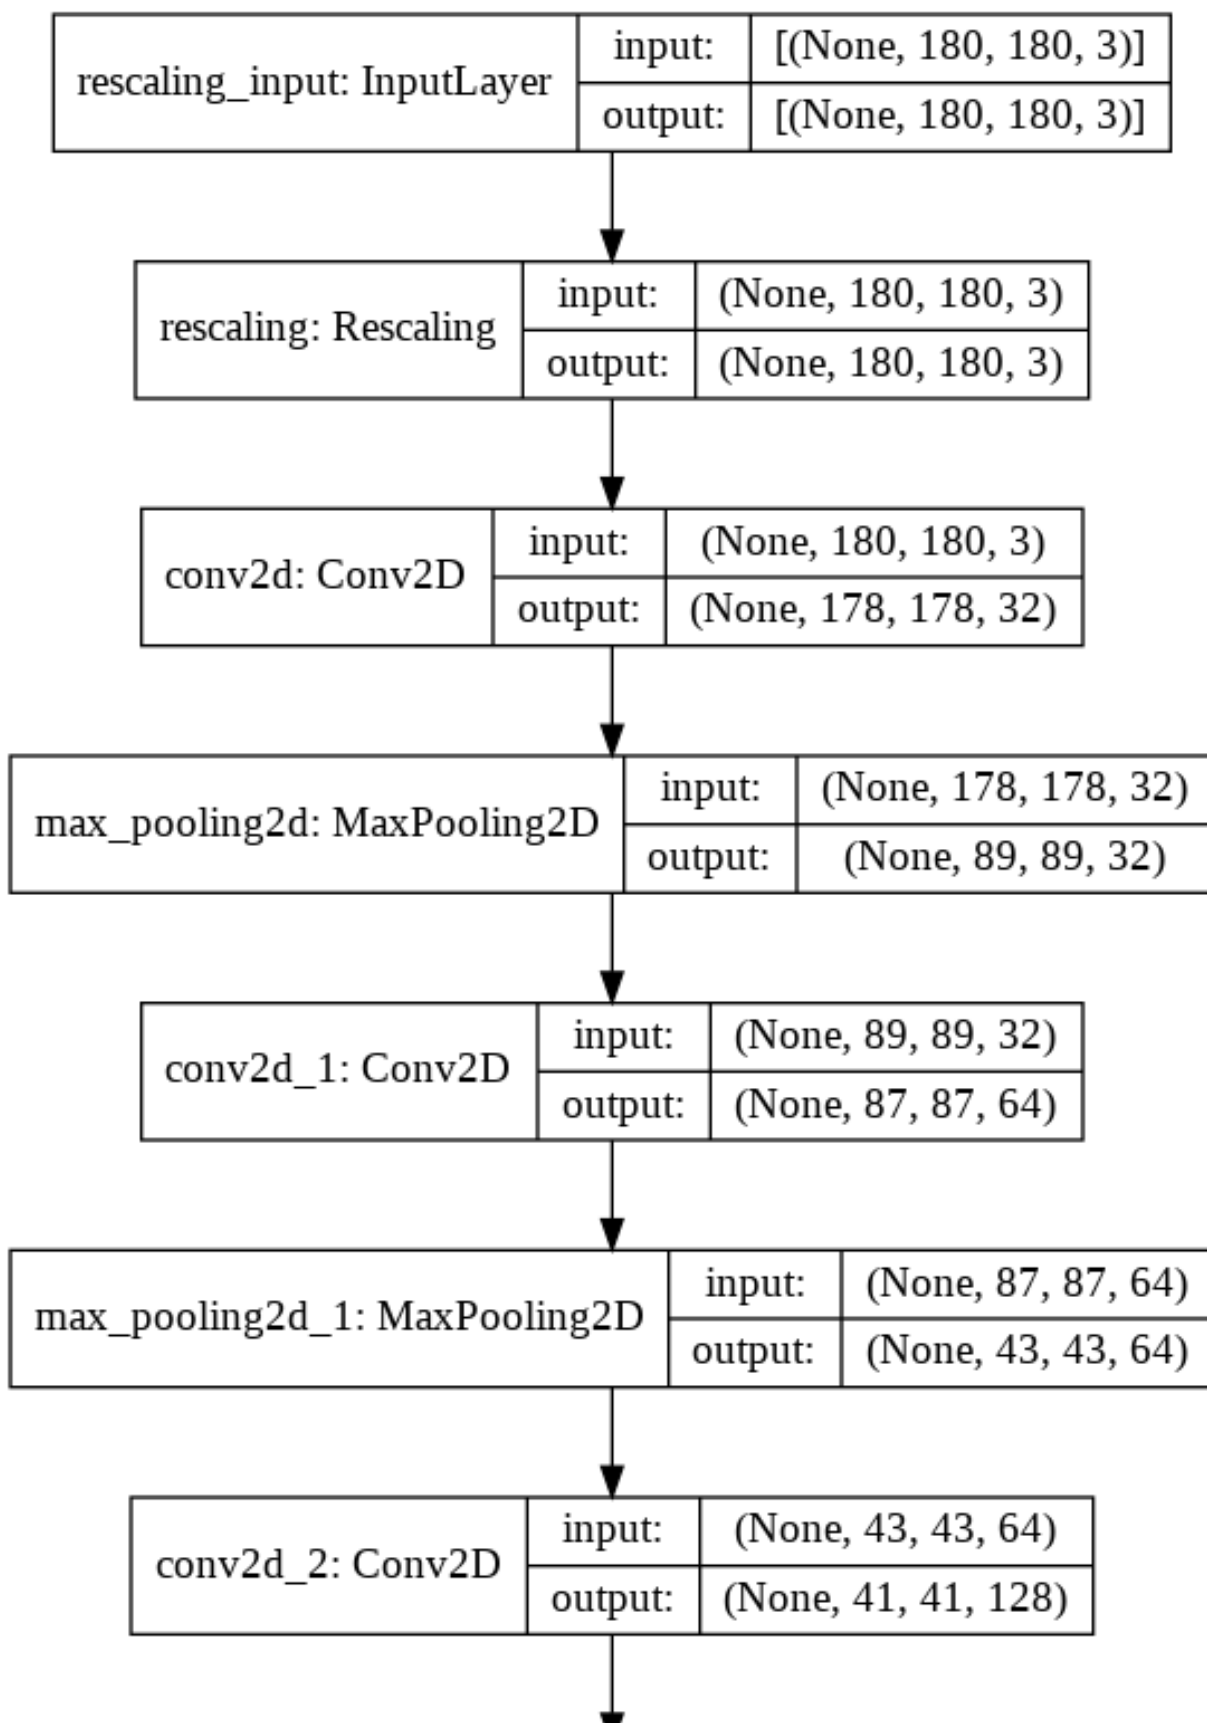 rescaling_input: InputLayer
input: [(None, 180, 180, 3)]
output: [(None, 180, 180, 3)]
rescaling: Rescaling
input: (None, 180, 180, 3)
output: (None, 180, 180, 3)
conv2d: Conv2D
input: (None, 180, 180, 3)
output: (None, 178, 178, 32)
max_pooling2d: MaxPooling2D
input: (None, 178, 178, 32)
output: (None, 89, 89, 32)
conv2d_1: Conv2D
input: (None, 89, 89, 32)
output: (None, 87, 87, 64)
max_pooling2d_1: MaxPooling2D
input: (None, 87, 87, 64)
output: (None, 43, 43, 64)
conv2d_2: Conv2D
input: (None, 43, 43, 64)
output: (None, 41, 41, 128)